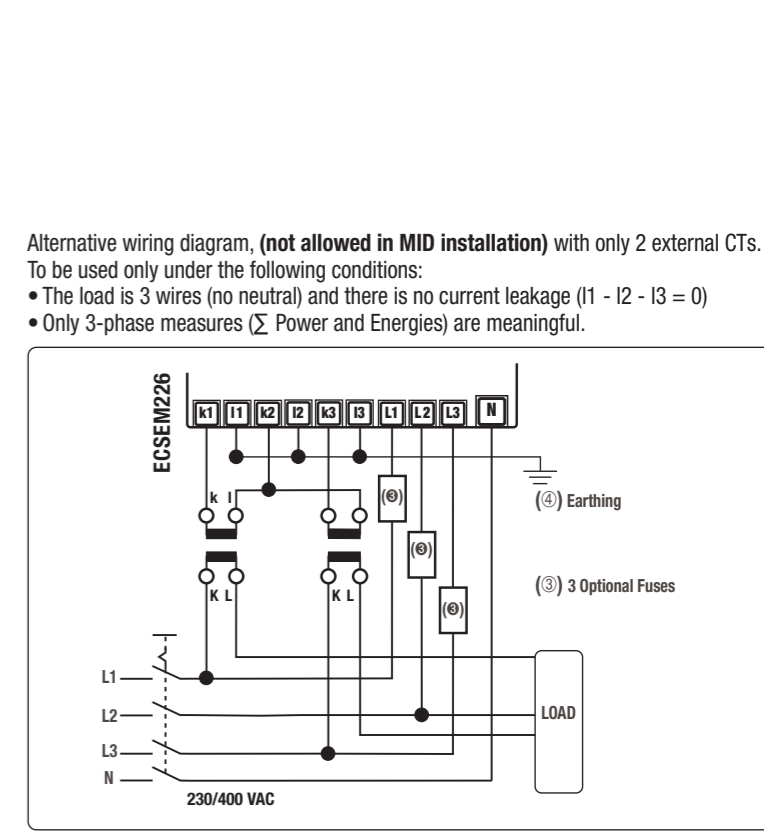 Alternative wiring diagram, (not allowed in MID installation) with only 2 external CTs.
To be used only under the following conditions:
• The load is 3 wires (no neutral) and there is no current leakage (I1 - I2 - I3 = 0)
• Only 3-phase measures (∑ Power and Energies) are meaningful.
ECSEM226
k1 l1 k2 l2 k3 l3 L1 L2 L3 N
k l
(③)
(④) Earthing
(③)
(③) 3 Optional Fuses
K L K L
(③)
L1
L2
LOAD
L3
N
230/400 VAC